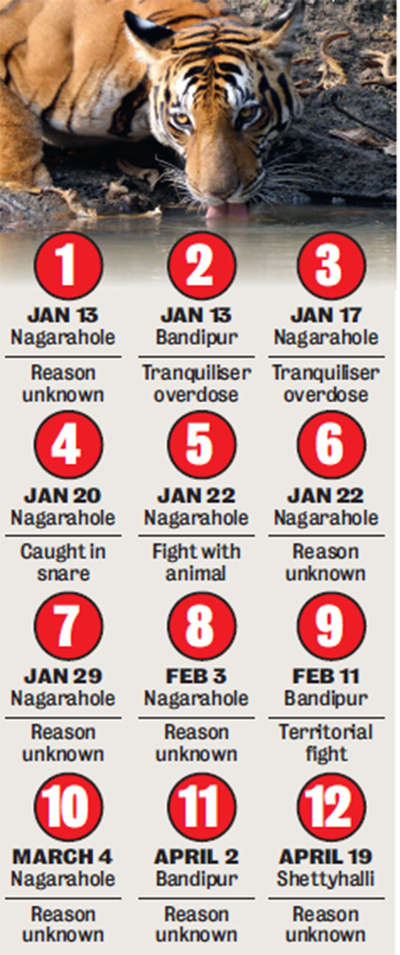 1
JAN 13
Nagarahole
Reason
unknown
2
JAN 13
Bandipur
Tranquiliser
overdose
3
JAN 17
Nagarahole
Tranquiliser
overdose
4
JAN 20
Nagarahole
Caught in
snare
5
JAN 22
Nagarahole
Fight with
animal
6
JAN 22
Nagarahole
Reason
unknown
7
JAN 29
Nagarahole
Reason
unknown
8
FEB 3
Nagarahole
Reason
unknown
9
FEB 11
Bandipur
Territorial
fight
10
MARCH 4
Nagarahole
Reason
unknown
11
APRIL 2
Bandipur
Reason
unknown
12
APRIL 19
Shettyhalli
Reason
unknown